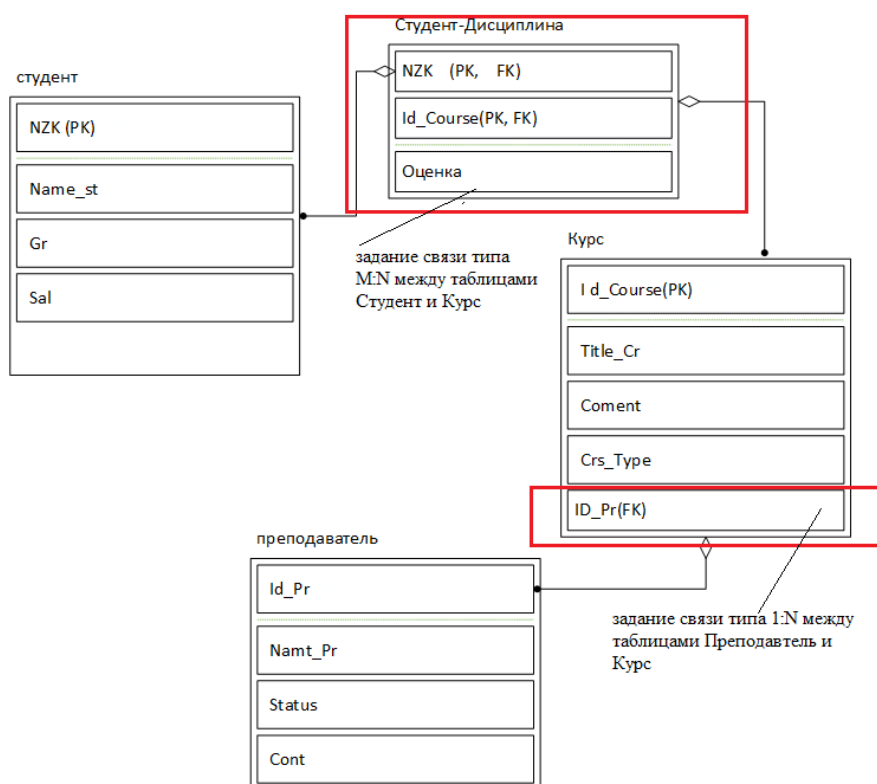 Студент-Дисциплина
NZK (PK, FK)
Id_Course(PK, FK)
Оценка
студент
NZK (PK)
Name_st
Gr
Sal
задание связи типа
M:N между таблицами
Студент и Курс
Курс
I d_Course(PK)
Title_Cr
Coment
Crs_Type
ID_Pr(FK)
преподаватель
Id_Pr
Namt_Pr
Status
Cont
задание связи типа 1:N между
таблицами Преподавтель и
Курс